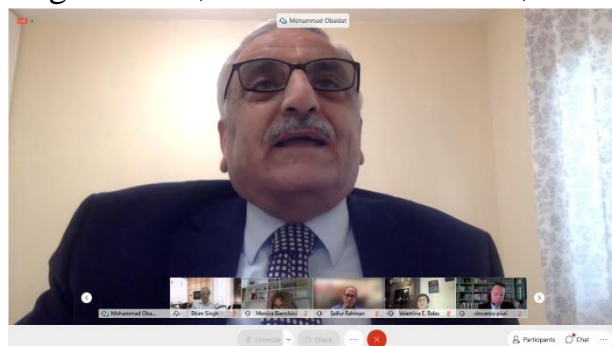 Mohammad Obaidat
Mohammad Oba...
Bhim Singh
Monica Bianchini
Saifur Rahman
Valentina E. Balas
vincenzo piuri
Unmute
Share
Participants
Chat